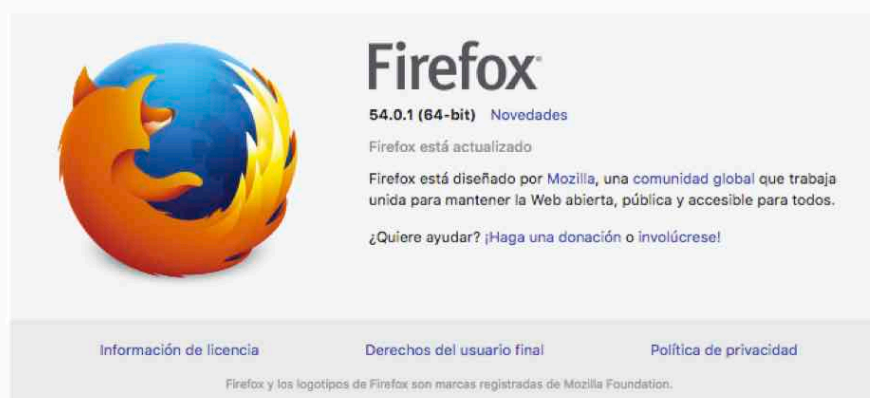 Firefox
54.0.1 (64-bit) Novedades
Firefox está actualizado
Firefox está diseñado por Mozilla, una comunidad global que trabaja
unida para mantener la Web abierta, pública y accesible para todos.
¿Quiere ayudar? ¡Haga una donación o involúcrese!
Información de licencia Derechos del usuario final Política de privacidad
Firefox y los logotipos de Firefox son marcas registradas de Mozilla Foundation.